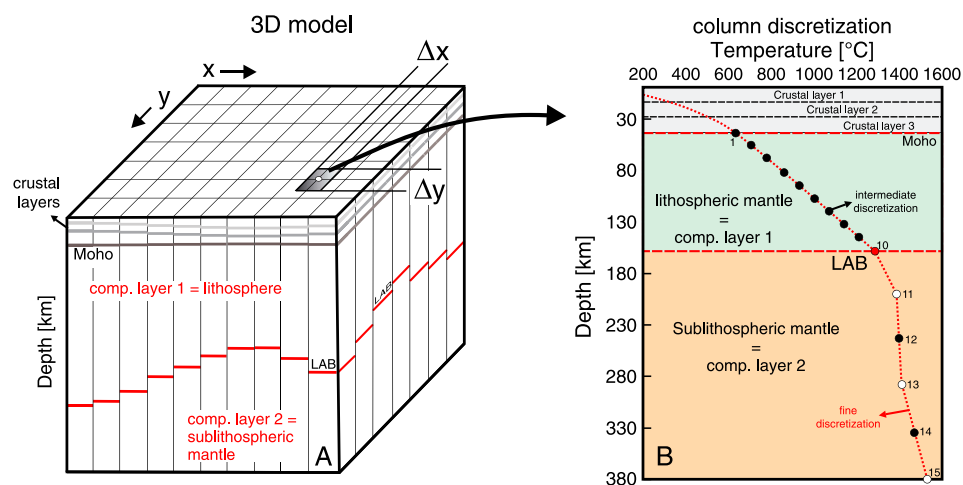 3D model
x
y
Δx
Δy
crustal
layers
Moho
comp. layer 1 = lithosphere
LAB
LAB
comp. layer 2 =
sublithospheric
mantle
Depth [km]
A
column discretization
Temperature [°C]
200 400 600 800 1000 1200 1400 1600
Crustal layer 1
Crustal layer 2
Crustal layer 3
Moho
30
80
130
180
230
280
330
380
Depth [km]
1
lithospheric mantle
=
comp. layer 1
intermediate
discretization
10
LAB
11
Sublithospheric mantle
=
comp. layer 2
12
13
fine
discretization
14
15
B